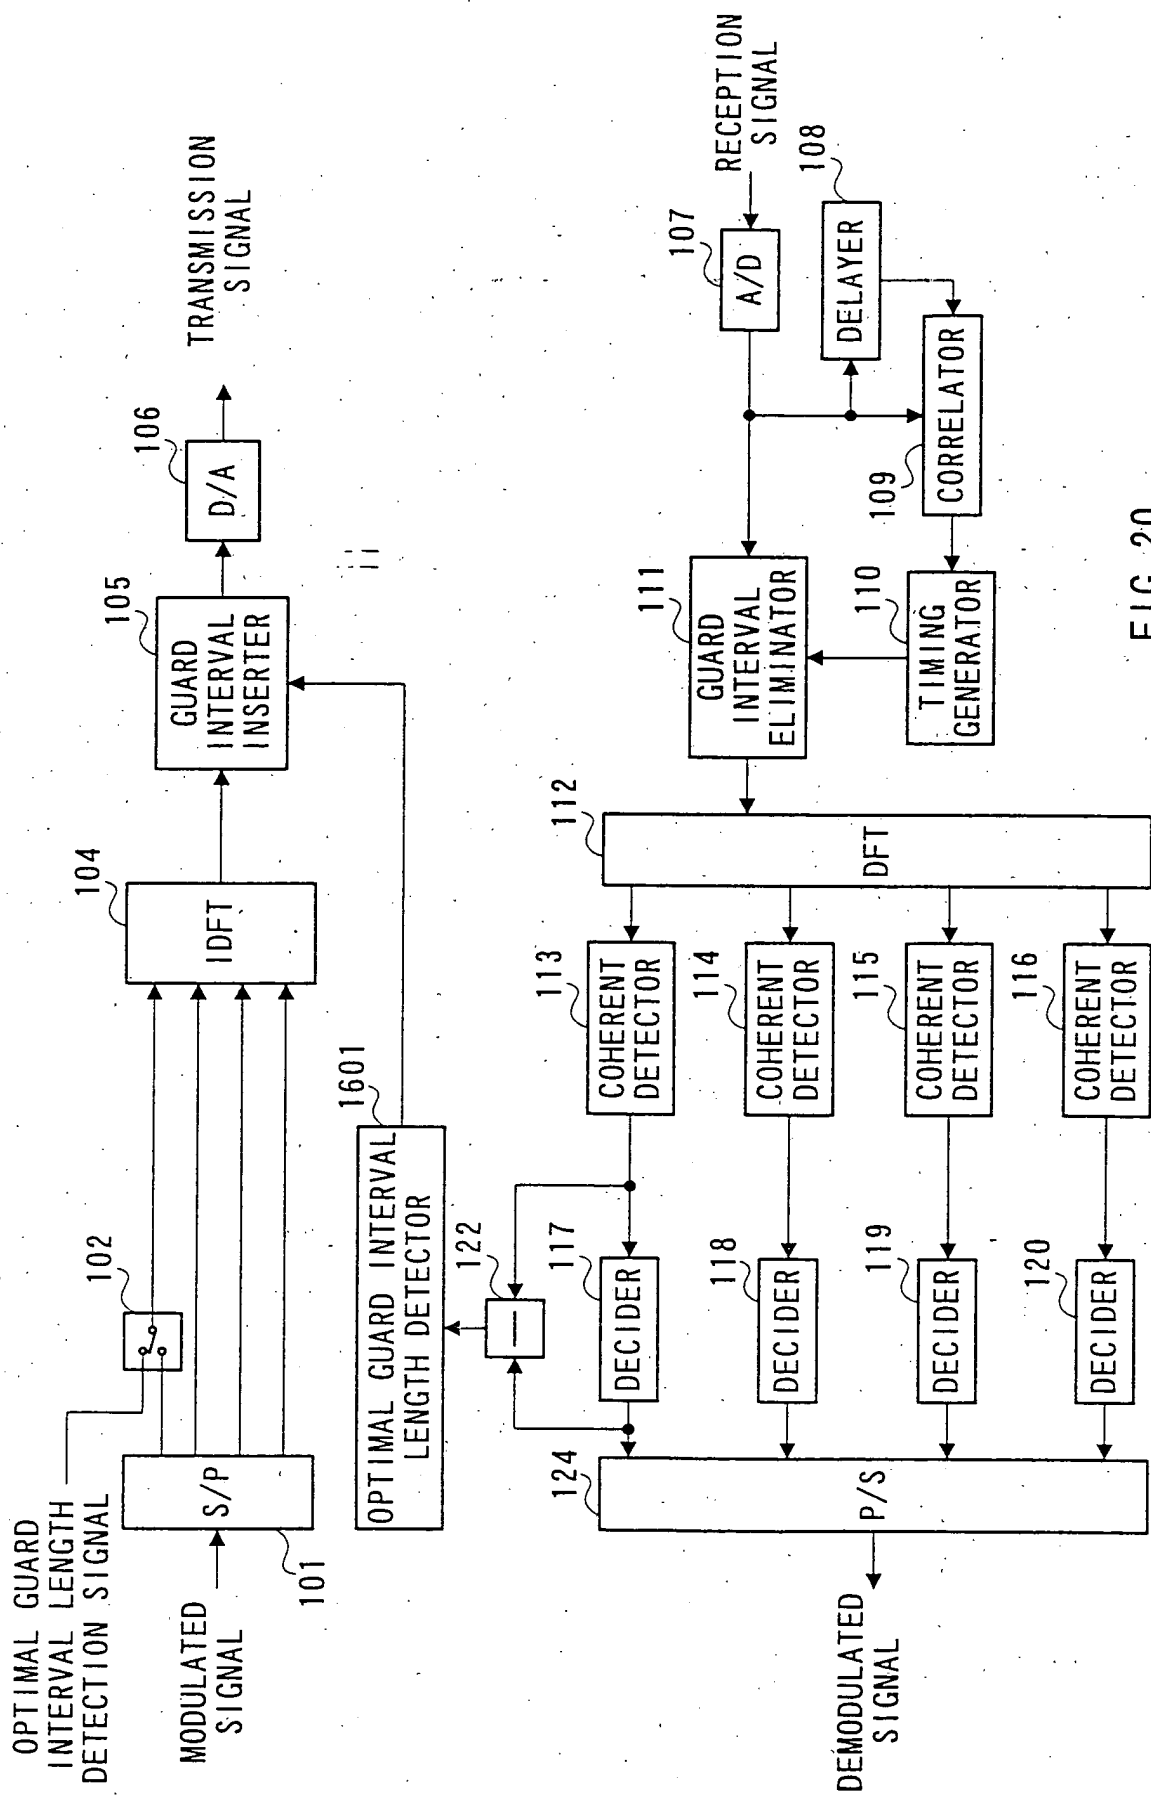 OPTIMAL GUARD
INTERVAL LENGTH
DETECTION SIGNAL
MODULATED
SIGNAL
S/P
101
102
IDFT
104
GUARD
INTERVAL
INSERTER
105
D/A
106
TRANSMISSION
SIGNAL
OPTIMAL GUARD INTERVAL
LENGTH DETECTOR
1601
122
RECEPTION
SIGNAL
A/D
107
DELAYER
108
CORRELATOR
109
TIMING
GENERATOR
110
GUARD
INTERVAL
ELIMINATOR
111
DFT
112
COHERENT
DETECTOR
113
COHERENT
DETECTOR
114
COHERENT
DETECTOR
115
COHERENT
DETECTOR
116
DECIDER
117
DECIDER
118
DECIDER
119
DECIDER
120
P/S
124
DEMODULATED
SIGNAL
FIG. 20